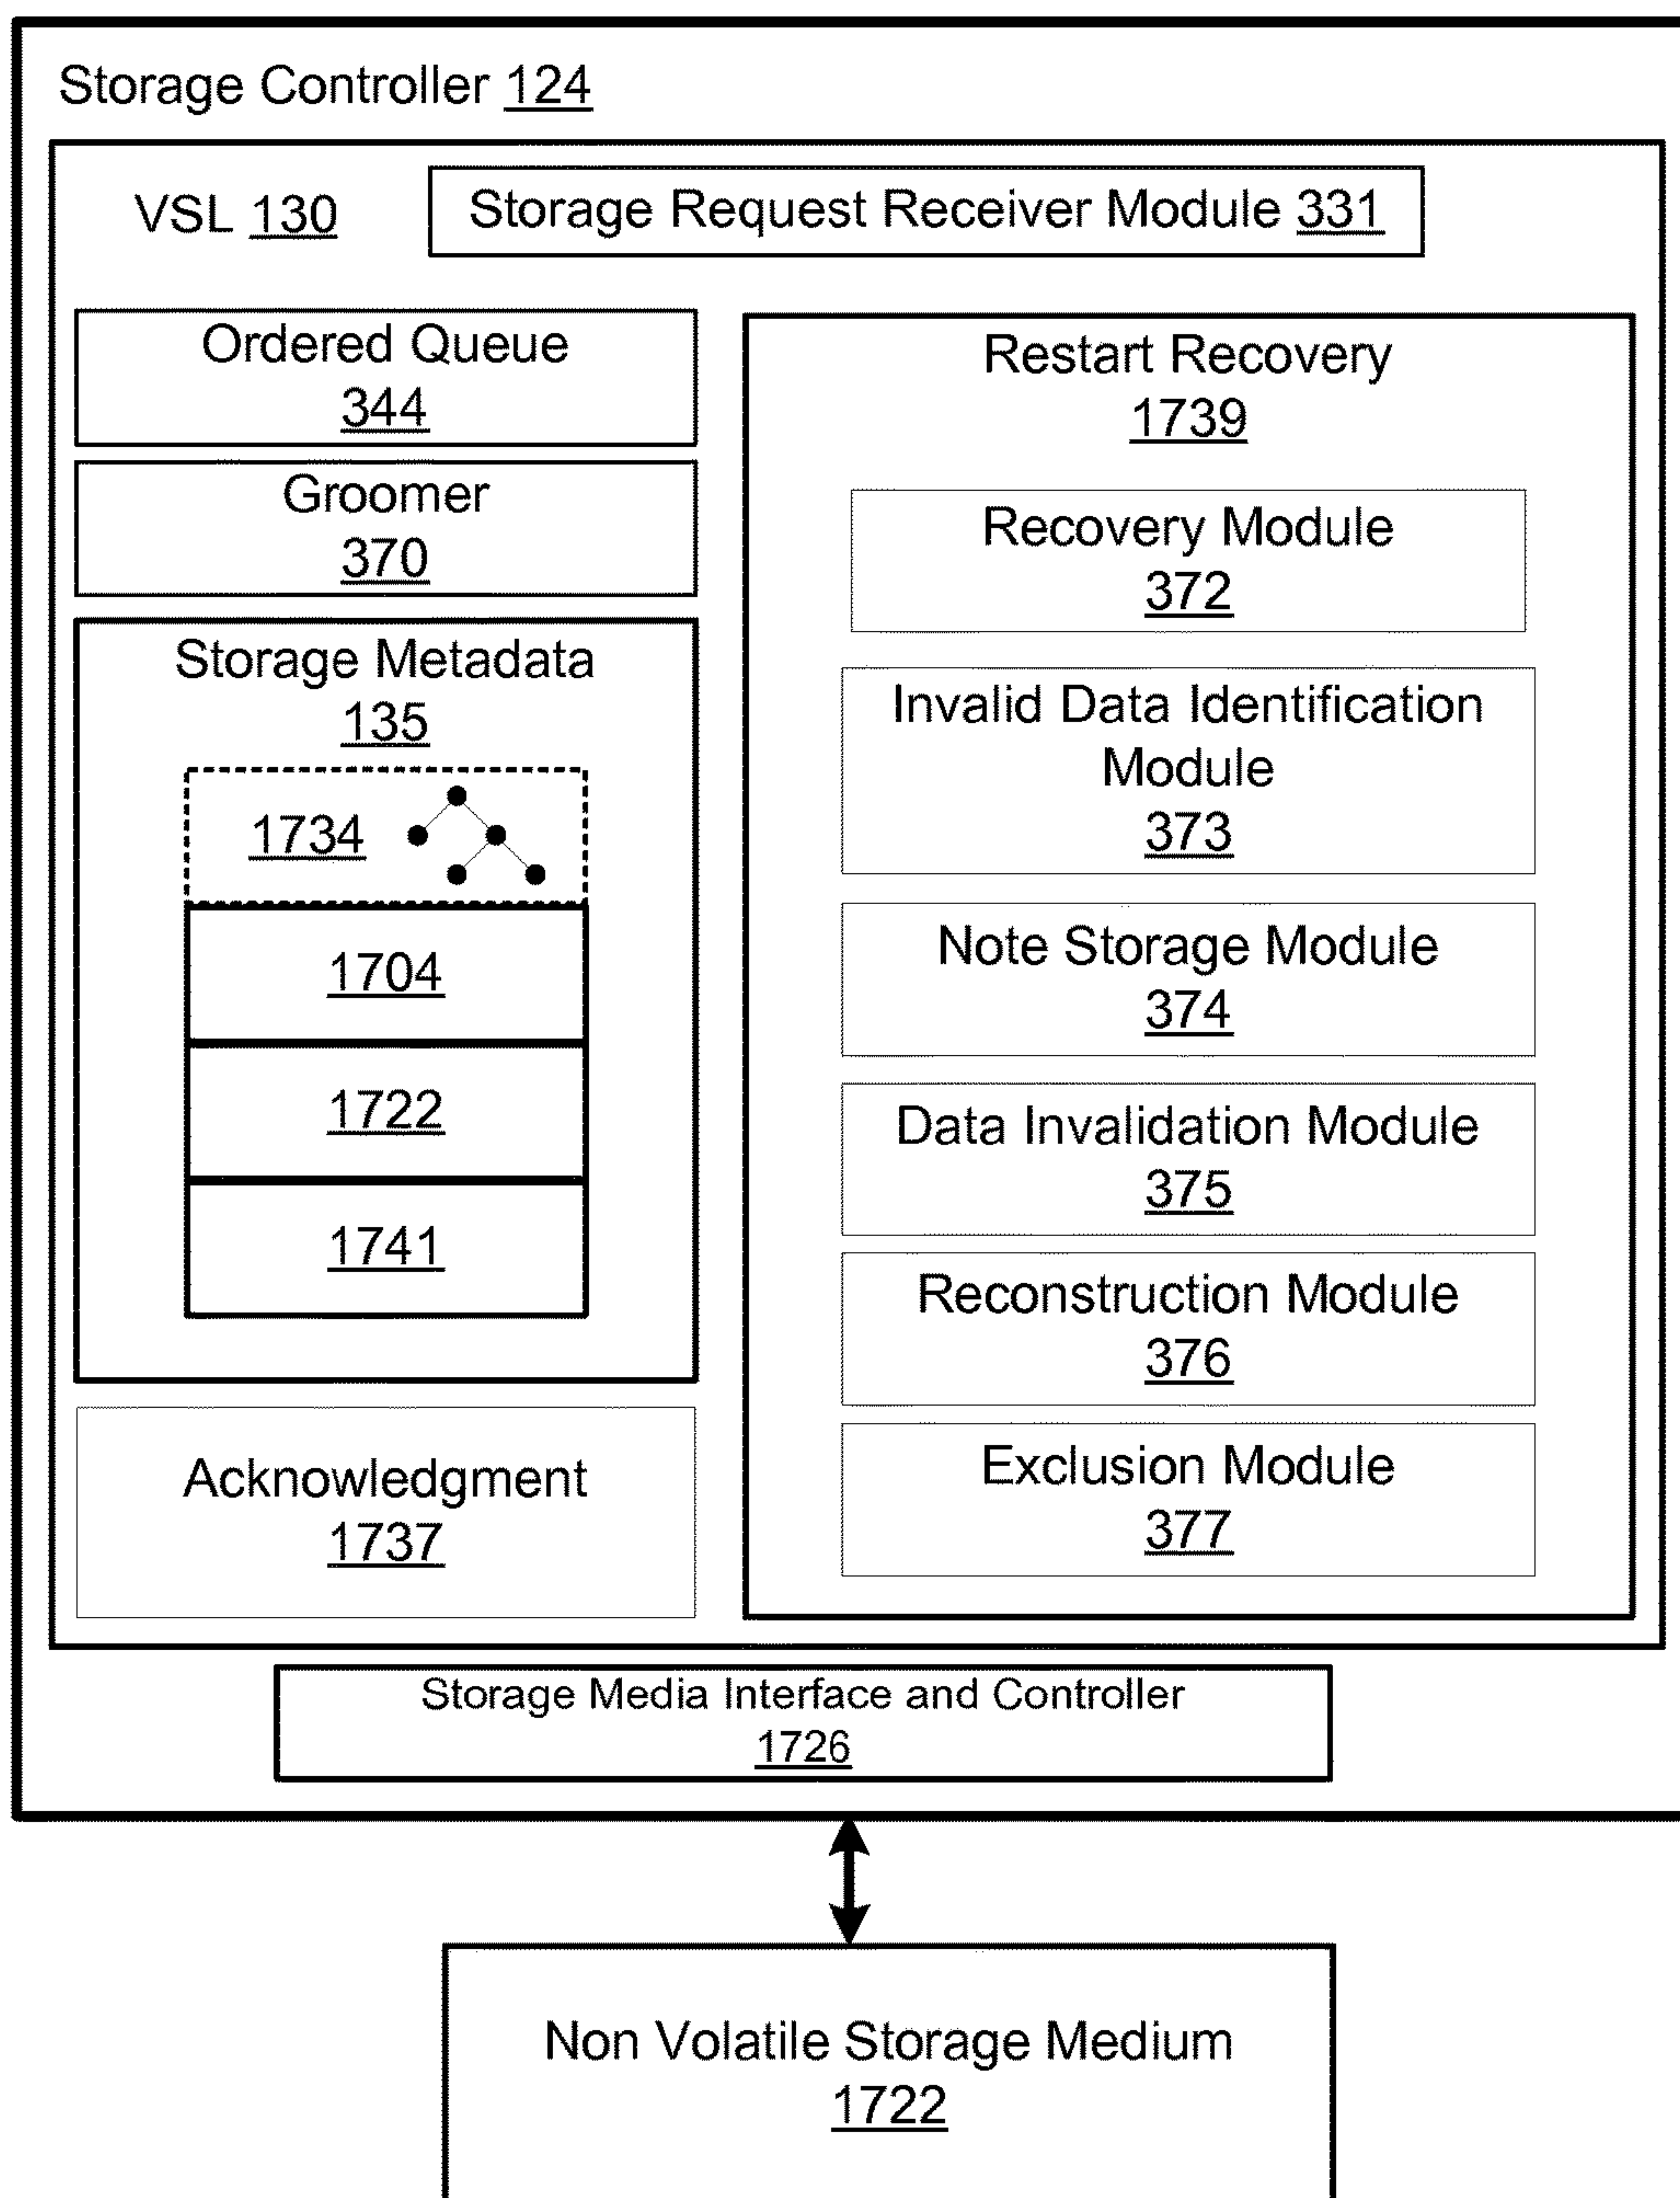 Storage Controller 124
VSL 130
Storage Request Receiver Module 331
Ordered Queue
344
Groomer
370
Storage Metadata
135
1734
1704
1722
1741
Acknowledgment
1737
Restart Recovery
1739
Recovery Module
372
Invalid Data Identification
Module
373
Note Storage Module
374
Data Invalidation Module
375
Reconstruction Module
376
Exclusion Module
377
Storage Media Interface and Controller
1726
Non Volatile Storage Medium
1722